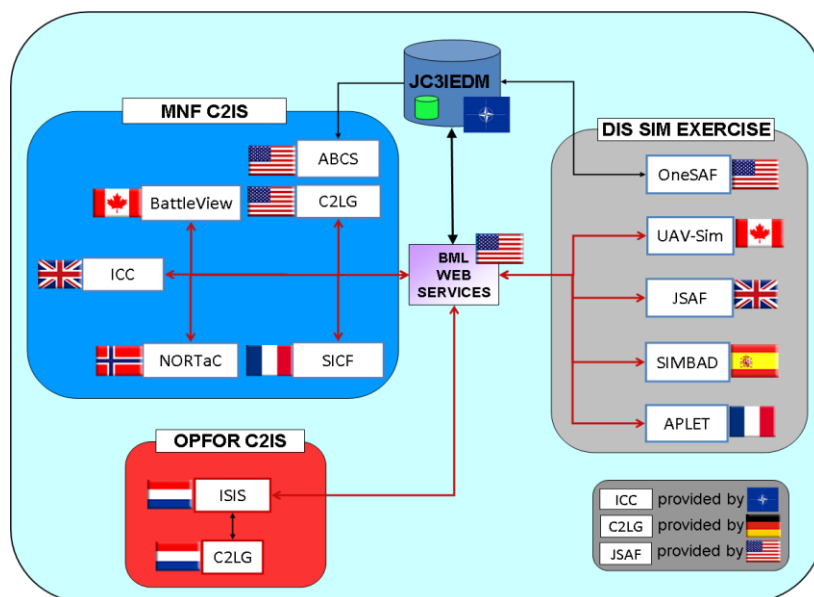 JC3IEDM
MNF C2IS
ABCS
BattleView
C2LG
ICC
NORTaC
SICF
BML
WEB
SERVICES
DIS SIM EXERCISE
OneSAF
UAV-Sim
JSAF
SIMBAD
APLET
OPFOR C2IS
ISIS
C2LG
ICC provided by
C2LG provided by
JSAF provided by